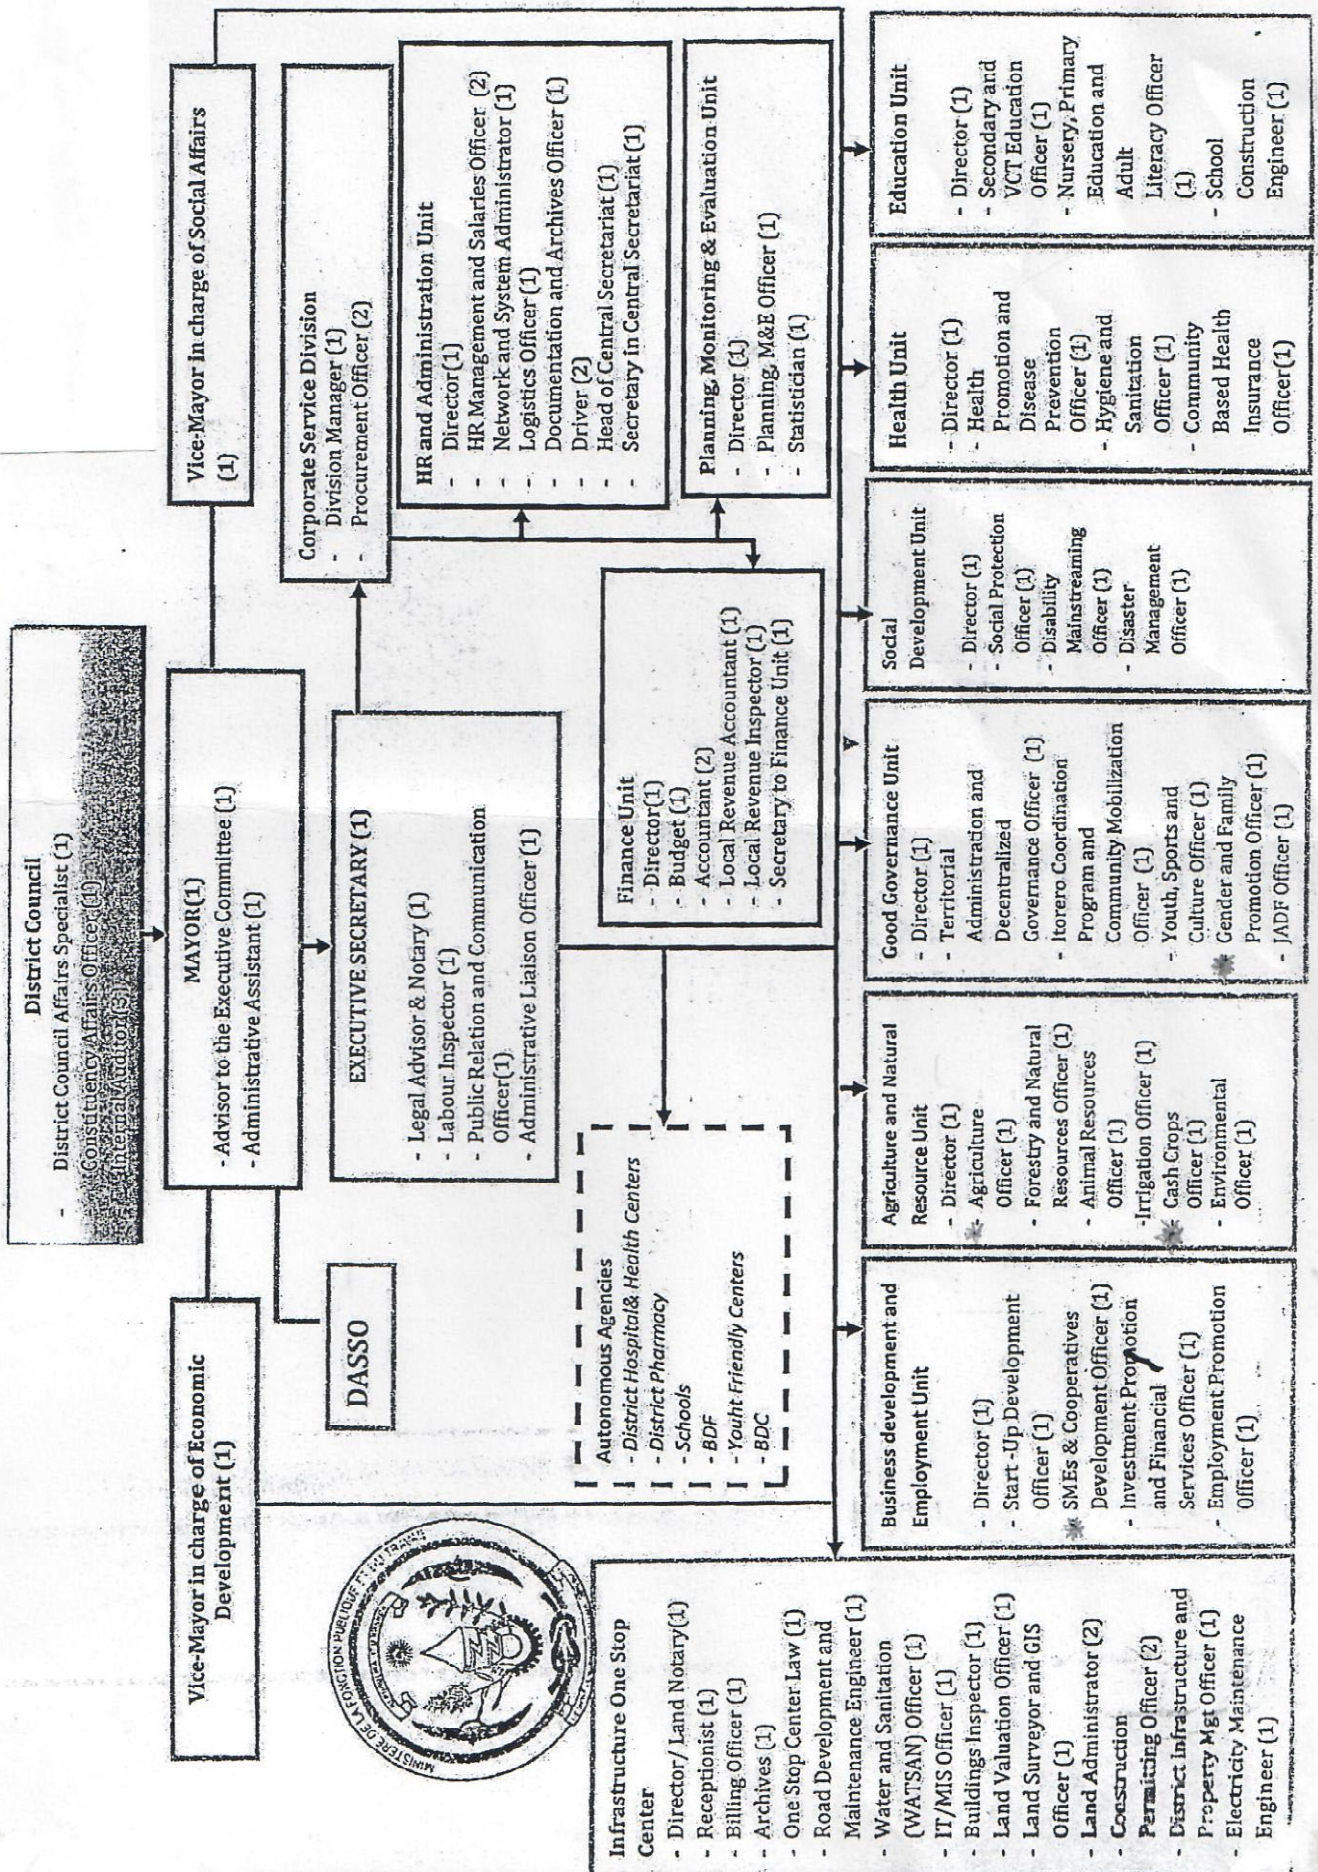 District Council
- District Council Affairs Specialist (1)
Constituency Affairs Officer (1)
Internal Auditor (3)
Vice-Mayor in charge of Economic
Development (1)
MAYOR(1)
- Advisor to the Executive Committee (1)
- Administrative Assistant (1)
Vice-Mayor In charge of Social Affairs
(1)
DASSO
EXECUTIVE SECRETARY (1)
- Legal Advisor & Notary (1)
- Labour Inspector (1)
- Public Relation and Communication
Officer(1)
- Administrative Liaison Officer (1)
Corporate Service Division
- Division Manager (1)
- Procurement Officer (2)
HR and Administration Unit
- Director(1)
- HR Management and Salaries Officer (2)
- Network and System Administrator (1)
- Logistics Officer (1)
- Documentation and Archives Officer (1)
- Driver (2)
- Head of Central Secretariat (1)
- Secretary in Central Secretariat (1)
MINISTERE DE LA FONCTION PUBLIQUE ET DU TRAVAIL
Autonomous Agencies
- District Hospital& Health Centers
- District Pharmacy
- Schools
- BDF
- Youht Friendly Centers
- BDC
Finance Unit
- Director(1)
- Budget (1)
- Accountant (2)
- Local Revenue Accountant (1)
- Local Revenue Inspector (1)
- Secretary to Finance Unit (1)
Planning, Monitoring & Evaluation Unit
- Director (1)
- Planning, M&E Officer (1)
- Statistician (1)
Infrastructure One Stop
Center
- Director/ Land Notary(1)
- Receptionist (1)
- Billing Officer (1)
- Archives (1)
- One Stop Center Law (1)
- Road Development and
Maintenance Engineer (1)
- Water and Sanitation
(WATSAN) Officer (1)
- IT/MIS Officer (1)
- Buildings Inspector (1)
- Land Valuation Officer (1)
- Land Surveyor and GIS
Officer (1)
- Land Administrator (2)
- Construction
Permitting Officer (2)
- District Infrastructure and
Property Mgt Officer (1)
- Electricity Maintenance
Engineer (1)
Business development and
Employment Unit
- Director (1)
- Start -Up Development
Officer (1)
- SMEs & Cooperatives
Development Officer (1)
- Investment Promotion
and Financial
Services Officer (1)
- Employment Promotion
Officer (1)
Agriculture and Natural
Resource Unit
- Director (1)
- Agriculture
Officer (1)
- Forestry and Natural
Resources Officer (1)
- Animal Resources
Officer (1)
-Irrigation Officer (1)
- Cash Crops
Officer (1)
- Environmental
Officer (1)
Good Governance Unit
- Director (1)
- Territorial
Administration and
Decentralized
Governance Officer (1)
- Itorero Coordination
Program and
Community Mobilization
Officer (1)
- Youth, Sports and
Culture Officer (1)
- Gender and Family
Promotion Officer (1)
- JADF Officer (1)
Social
Development Unit
- Director (1)
- Social Protection
Officer (1)
- Disability
Mainstreaming
Officer (1)
- Disaster
Management
Officer (1)
Health Unit
- Director (1)
- Health
Promotion and
Disease
Prevention
Officer (1)
- Hygiene and
Sanitation
Officer (1)
- Community
Based Health
Insurance
Officer(1)
Education Unit
- Director (1)
- Secondary and
VCT Education
Officer (1)
- Nursery, Primary
Education and
Adult
Literacy Officer
(1)
- School
Construction
Engineer (1)